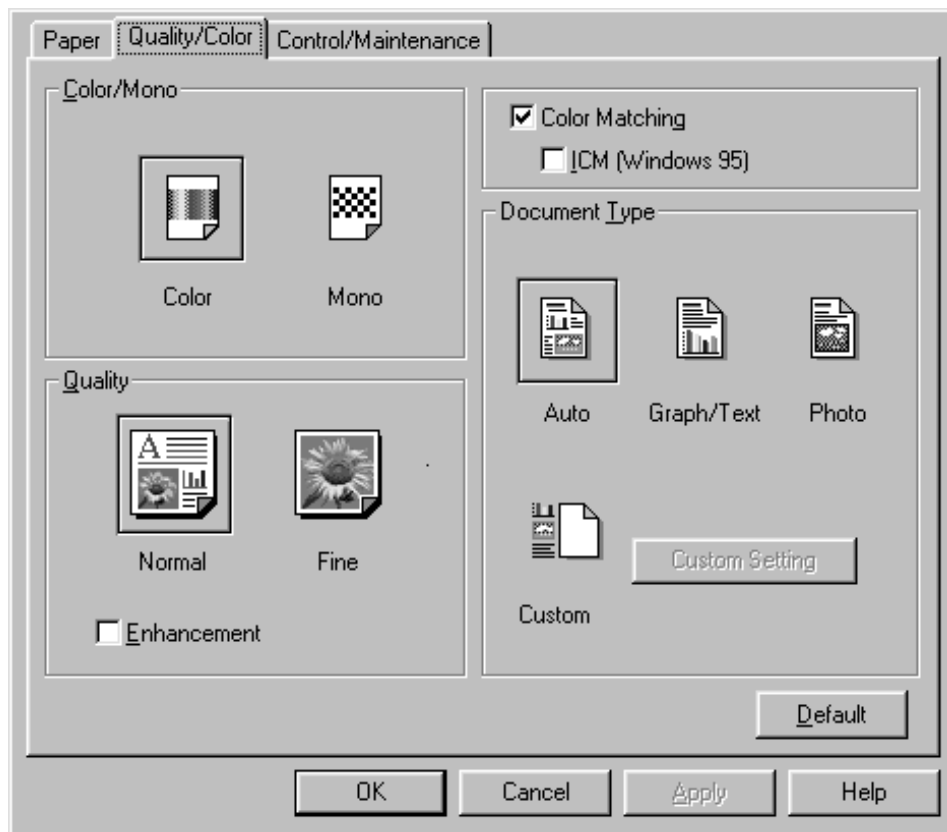 Paper Quality/Color Control/Maintenance
Color/Mono
Color Mono
Quality
Normal Fine
Enhancement
Color Matching
ICM (Windows 95)
Document Type
Auto Graph/Text Photo
Custom Setting
Custom
Default
OK Cancel Apply Help